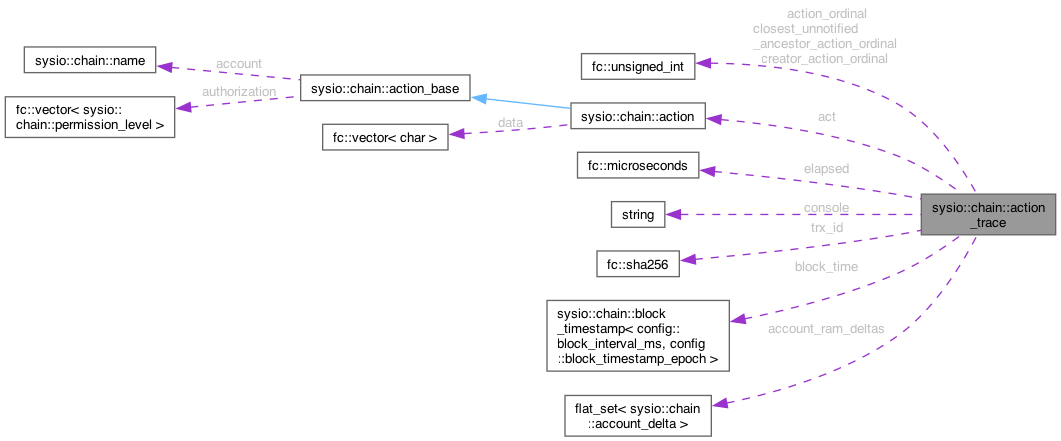 action_ordinal
closest_unnotified
_ancestor_action_ordinal
_creator_action_ordinal
sysio::chain::name
account
fc::unsigned_int
sysio::chain::action_base
authorization
fc::vector< sysio::
chain::permission_level >
sysio::chain::action
act
data
fc::vector< char >
fc::microseconds
elapsed
string
console
sysio::chain::action
_trace
trx_id
fc::sha256
block_time
sysio::chain::block
_timestamp< config::
block_interval_ms, config
::block_timestamp_epoch >
account_ram_deltas
flat_set< sysio::chain
::account_delta >